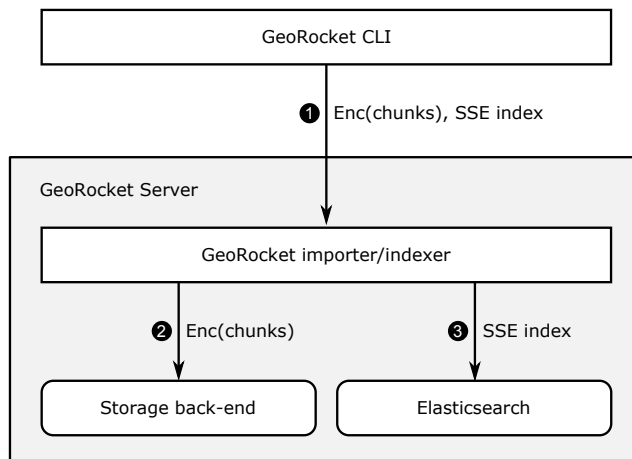 GeoRocket CLI
1 Enc(chunks), SSE index
GeoRocket Server
GeoRocket importer/indexer
2 Enc(chunks)
3 SSE index
Storage back-end
Elasticsearch